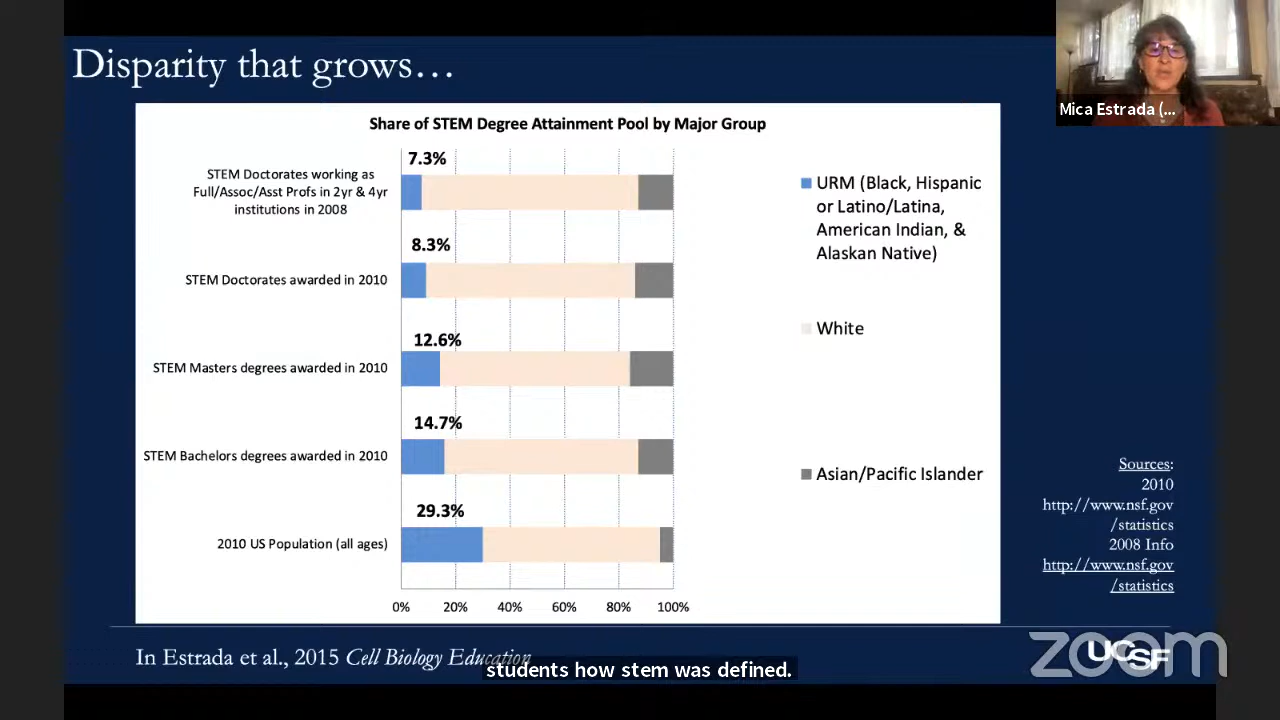 Disparity that grows…
Mica Estrada (...
Share of STEM Degree Attainment Pool by Major Group
STEM Doctorates working as
Full/Assoc/Asst Profs in 2yr & 4yr
institutions in 2008
7.3%
STEM Doctorates awarded in 2010
8.3%
STEM Masters degrees awarded in 2010
12.6%
STEM Bachelors degrees awarded in 2010
14.7%
2010 US Population (all ages)
29.3%
0% 20% 40% 60% 80% 100%
URM (Black, Hispanic
or Latino/Latina,
American Indian, &
Alaskan Native)
White
Asian/Pacific Islander
Sources:
2010
http://www.nsf.gov
/statistics
2008 Info
http://www.nsf.gov
/statistics
In Estrada et al., 2015 Cell Biology Education
students how stem was defined.
zoom
UCSF